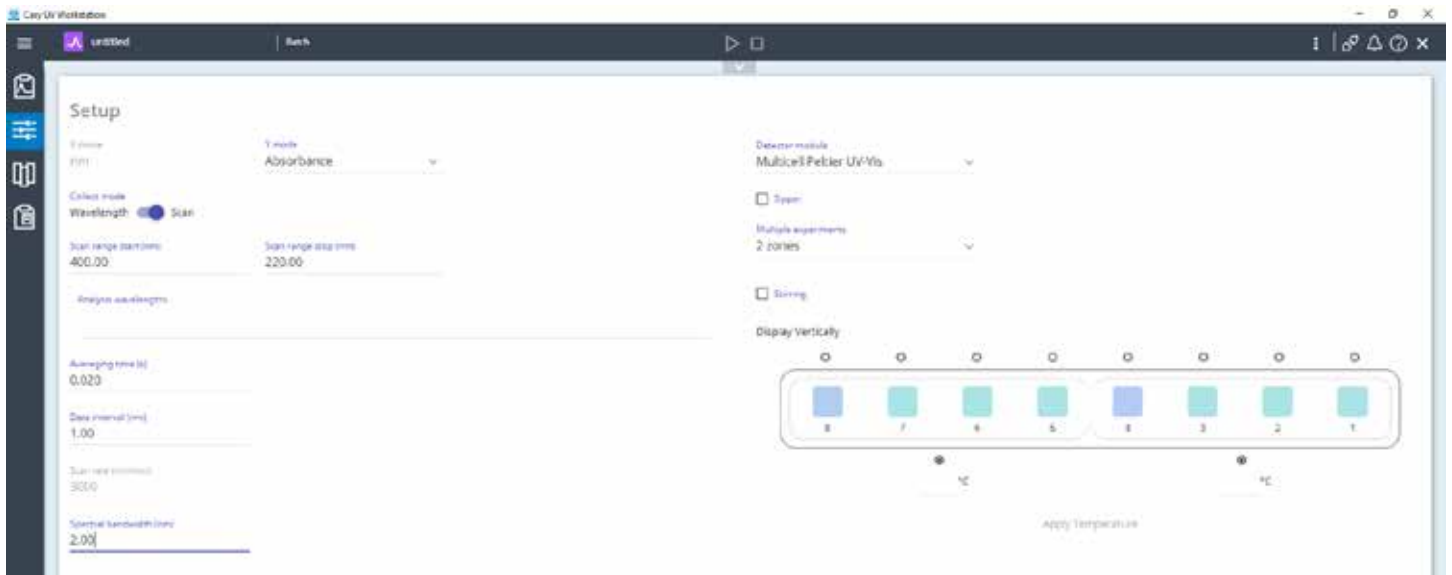 Cary UV Workstation
untitled
Batch
Setup
X mode
nm
Y mode
Absorbance
Collect mode
Wavelength Scan
Scan range start (nm)
400.00
Scan range stop (nm)
220.00
Analysis wavelengths
Averaging time (s)
0.020
Data interval (nm)
1.00
Scan rate (nm/min)
3000
Spectral bandwidth (nm)
2.00
Detector module
Multicell Peltier UV-Vis
Multiple experiments
2 zones
Stirring
Display Vertically
8 7 6 5 4 3 2 1
°C °C
Apply Temperature